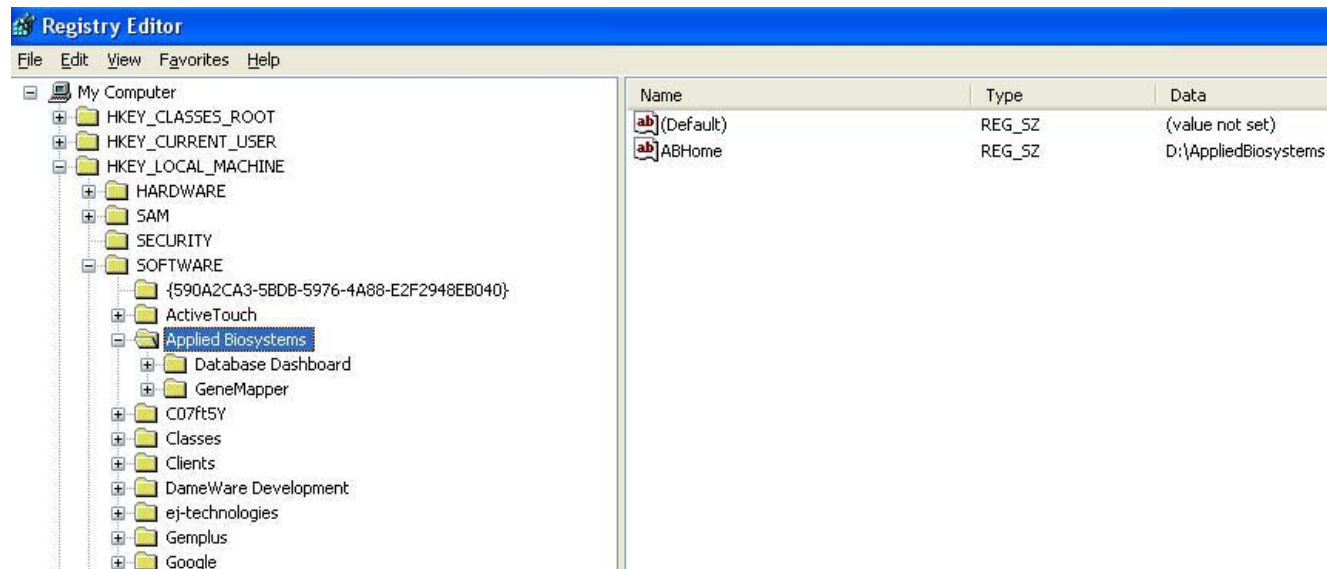 Registry Editor
File Edit View Favorites Help
My Computer
HKEY_CLASSES_ROOT
HKEY_CURRENT_USER
HKEY_LOCAL_MACHINE
HARDWARE
SAM
SECURITY
SOFTWARE
{590A2CA3-5BDB-5976-4A88-E2F2948EB040}
ActiveTouch
Applied Biosystems
Database Dashboard
GeneMapper
C07ft5Y
Classes
Clients
DameWare Development
ej-technologies
Gemplus
Google
Name Type Data
ab (Default) REG_SZ (value not set)
ab ABHome REG_SZ D:\AppliedBiosystems